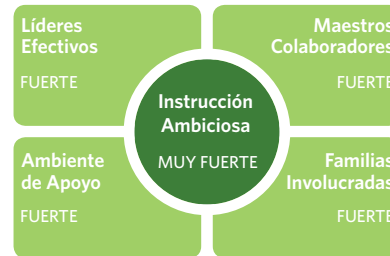 Líderes
Efectivos
FUERTE
Maestros
Colaboradores
FUERTE
Instrucción
Ambiciosa
MUY FUERTE
Ambiente
de Apoyo
FUERTE
Familias
Involucradas
FUERTE